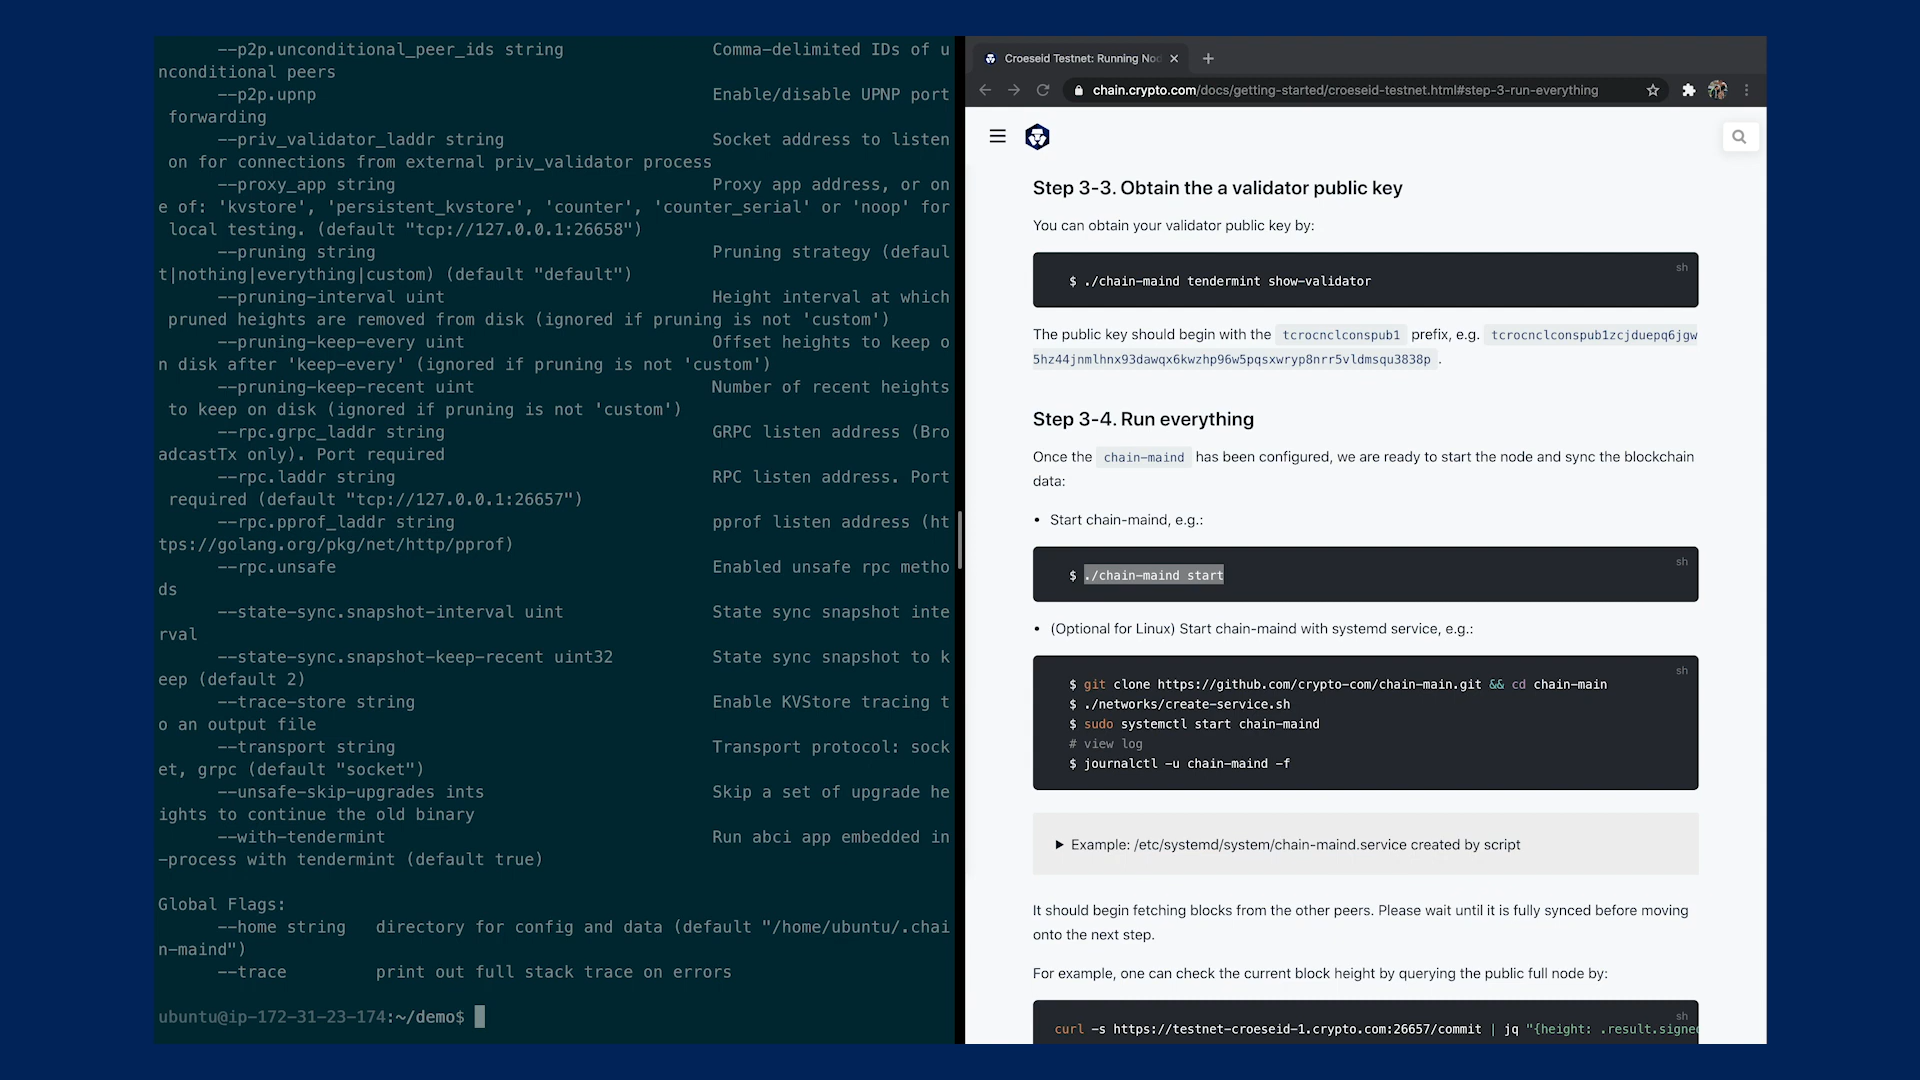 --p2p.unconditional_peer_ids string Comma-delimited IDs of u
nconditional peers
--p2p.upnp Enable/disable UPNP port
forwarding
--priv_validator_laddr string Socket address to listen
on for connections from external priv_validator process
--proxy_app string Proxy app address, or on
e of: 'kvstore', 'persistent_kvstore', 'counter', 'counter_serial' or 'noop' for
local testing. (default "tcp://127.0.0.1:26658")
--pruning string Pruning strategy (defaul
t|nothing|everything|custom) (default "default")
--pruning-interval uint Height interval at which
pruned heights are removed from disk (ignored if pruning is not 'custom')
--pruning-keep-every uint Offset heights to keep o
n disk after 'keep-every' (ignored if pruning is not 'custom')
--pruning-keep-recent uint Number of recent heights
to keep on disk (ignored if pruning is not 'custom')
--rpc.grpc_laddr string GRPC listen address (Bro
adcastTx only). Port required
--rpc.laddr string RPC listen address. Port
required (default "tcp://127.0.0.1:26657")
--rpc.pprof_laddr string pprof listen address (ht
tps://golang.org/pkg/net/http/pprof)
--rpc.unsafe Enabled unsafe rpc metho
ds
--state-sync.snapshot-interval uint State sync snapshot inte
rval
--state-sync.snapshot-keep-recent uint32 State sync snapshot to k
eep (default 2)
--trace-store string Enable KVStore tracing t
o an output file
--transport string Transport protocol: sock
et, grpc (default "socket")
--unsafe-skip-upgrades ints Skip a set of upgrade he
ights to continue the old binary
--with-tendermint Run abci app embedded in
-process with tendermint (default true)
Global Flags:
--home string directory for config and data (default "/home/ubuntu/.chai
n-maind")
--trace print out full stack trace on errors
ubuntu@ip-172-31-23-174:~/demo$
Croeseid Testnet: Running Nod
chain.crypto.com/docs/getting-started/croeseid-testnet.html#step-3-run-everything
Step 3-3. Obtain the a validator public key
You can obtain your validator public key by:
sh
$ ./chain-maind tendermint show-validator
The public key should begin with the tcrocnclconspub1 prefix, e.g. tcrocnclconspub1zcjduepq6jgw
5hz44jnmlhnx93dawqx6kwzhp96w5pqsxwryp8nrr5vldmsqu3838p .
Step 3-4. Run everything
Once the chain-maind has been configured, we are ready to start the node and sync the blockchain
data:
• Start chain-maind, e.g.:
sh
$ ./chain-maind start
• (Optional for Linux) Start chain-maind with systemd service, e.g.:
sh
$ git clone https://github.com/crypto-com/chain-main.git && cd chain-main
$ ./networks/create-service.sh
$ sudo systemctl start chain-maind
# view log
$ journalctl -u chain-maind -f
▶ Example: /etc/systemd/system/chain-maind.service created by script
It should begin fetching blocks from the other peers. Please wait until it is fully synced before moving
onto the next step.
For example, one can check the current block height by querying the public full node by:
sh
curl -s https://testnet-croeseid-1.crypto.com:26657/commit | jq "{height: .result.signe